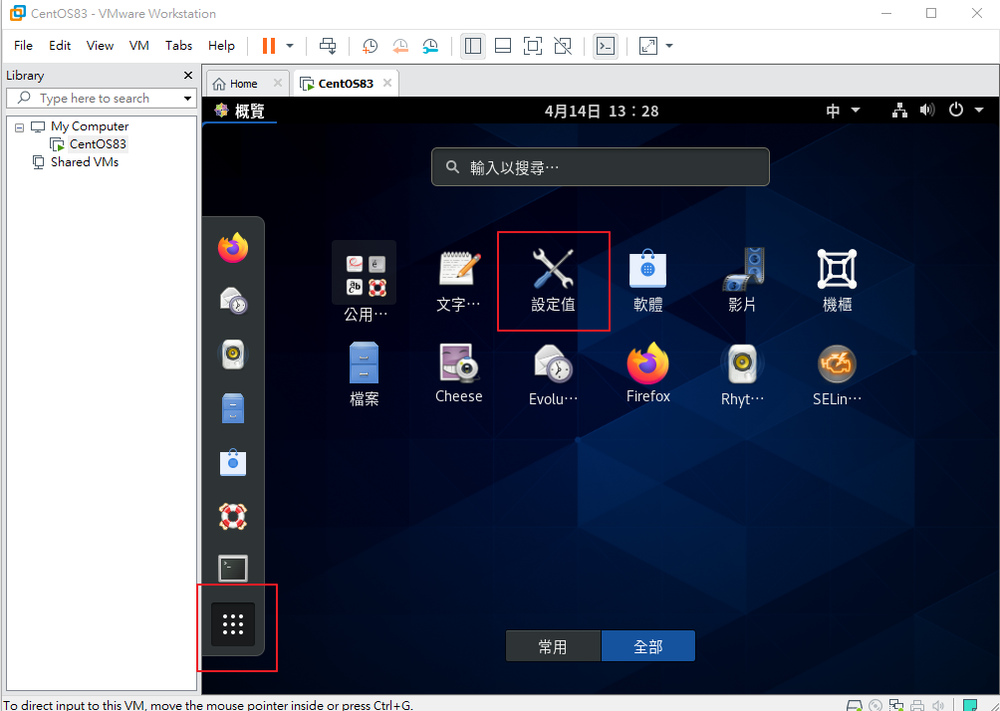 CentOS83 - VMware Workstation
File Edit View VM Tabs Help
Library
Type here to search
My Computer
CentOS83
Shared VMs
Home
CentOS83
概覽
4月14日 13：28
中
輸入以搜尋…
公用…
文字…
設定值
軟體
影片
機櫃
檔案
Cheese
Evolu…
Firefox
Rhyt…
SELin…
常用
全部
To direct input to this VM, move the mouse pointer inside or press Ctrl+G.